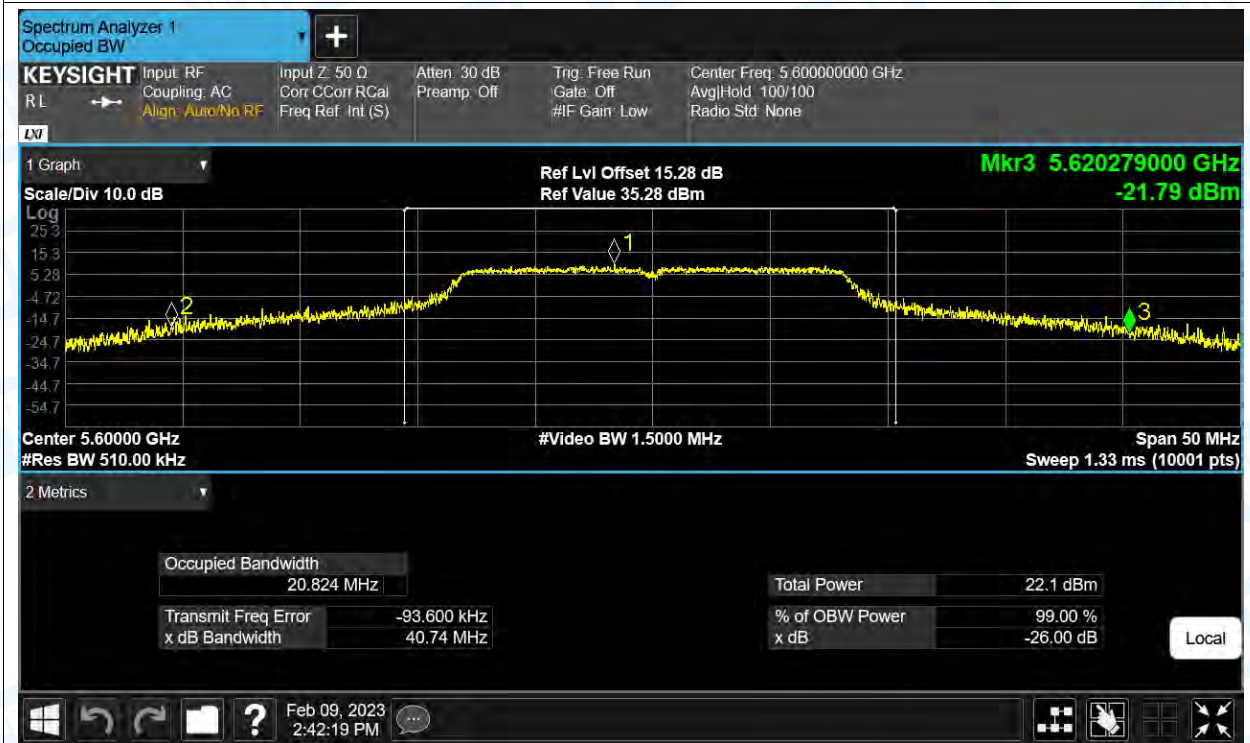 Spectrum Analyzer 1
Occupied BW
KEYSIGHT
R L
LXI
Input: RF
Coupling: AC
Align: Auto/No RF
Input Z: 50 Ω
Corr CCorr RCal
Freq Ref: Int (S)
Atten: 30 dB
Preamp: Off
Trig: Free Run
Gate: Off
#IF Gain: Low
Center Freq: 5.600000000 GHz
Avg|Hold: 100/100
Radio Std: None
1 Graph
Scale/Div 10.0 dB
Ref Lvl Offset 15.28 dB
Ref Value 35.28 dBm
Mkr3 5.620279000 GHz
-21.79 dBm
Log
25.3
15.3
5.28
-4.72
-14.7
-24.7
-34.7
-44.7
-54.7
1
2
3
Center 5.60000 GHz
#Video BW 1.5000 MHz
Span 50 MHz
#Res BW 510.00 kHz
Sweep 1.33 ms (10001 pts)
2 Metrics
Occupied Bandwidth
20.824 MHz
Total Power 22.1 dBm
Transmit Freq Error -93.600 kHz
% of OBW Power 99.00 %
x dB Bandwidth 40.74 MHz
x dB -26.00 dB
Local
?
Feb 09, 2023
2:42:19 PM